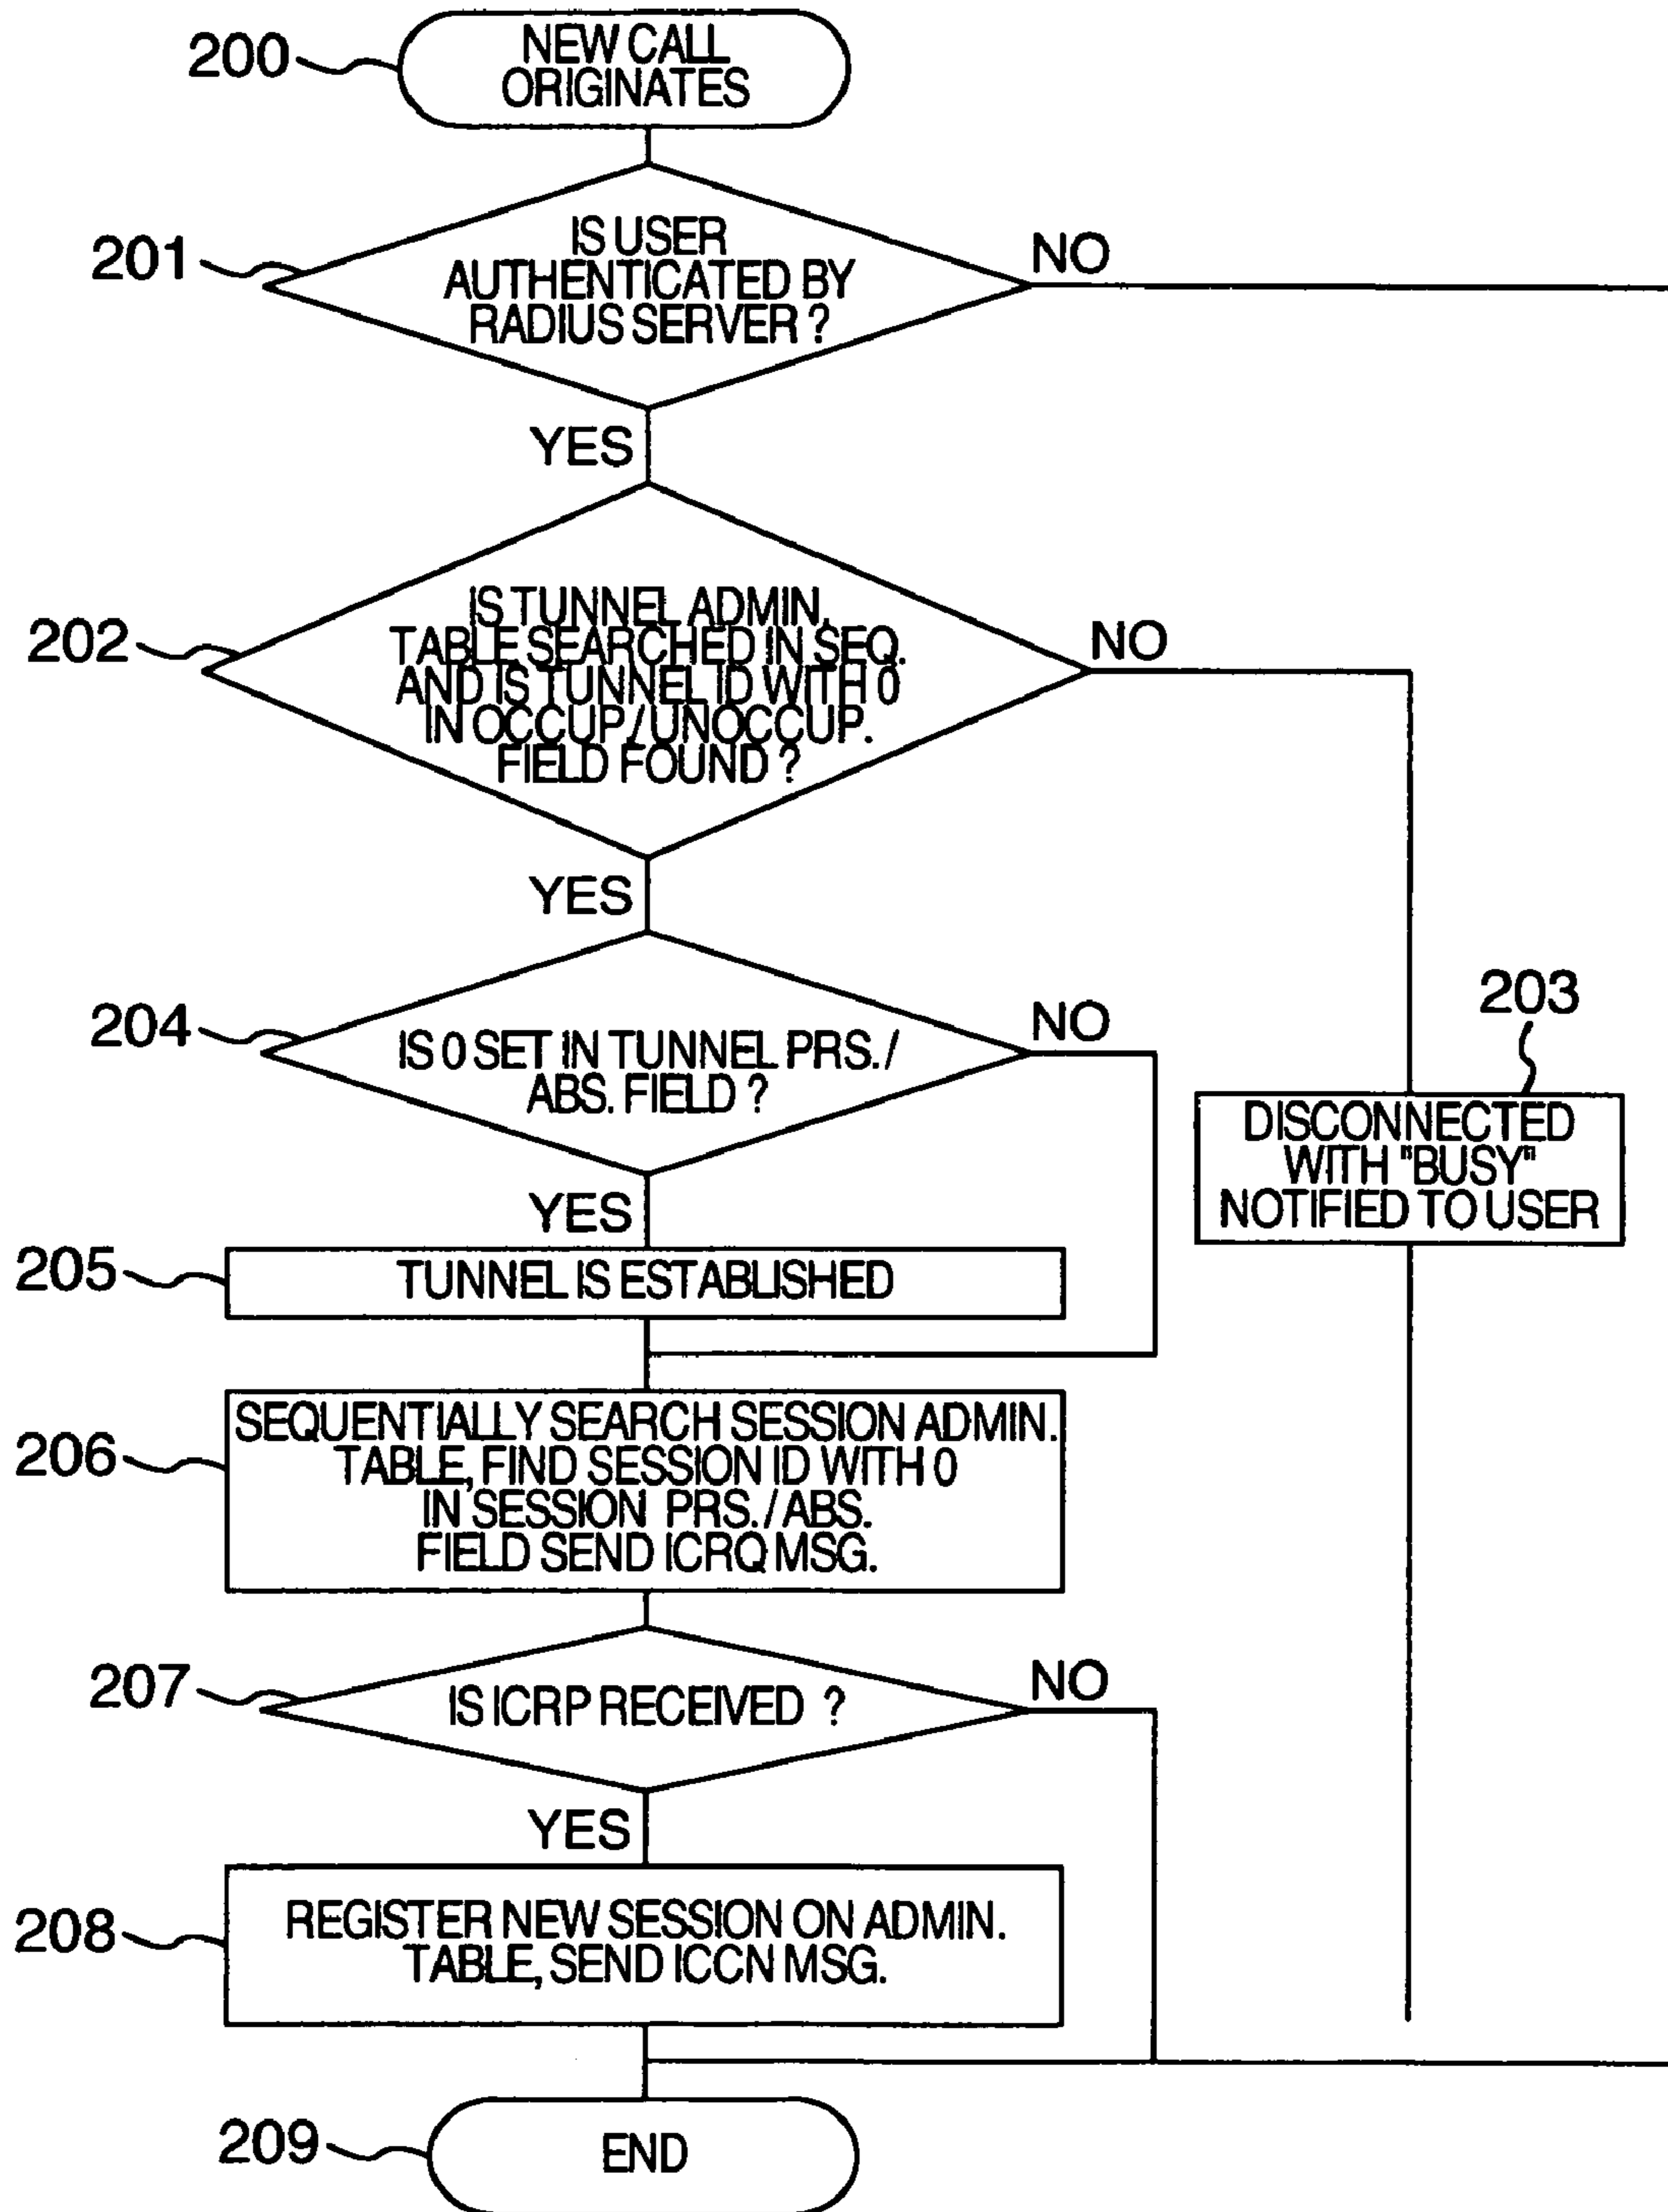 200
NEW CALL
ORIGINATES
201
IS USER
AUTHENTICATED BY
RADIUS SERVER ?
NO
YES
202
IS TUNNEL ADMIN.
TABLE SEARCHED IN SEQ.
AND IS TUNNEL ID WITH 0
IN OCCUP./UNOCCUP.
FIELD FOUND ?
NO
YES
203
DISCONNECTED
WITH "BUSY"
NOTIFIED TO USER
204
IS 0 SET IN TUNNEL PRS. /
ABS. FIELD ?
NO
YES
205
TUNNEL IS ESTABLISHED
206
SEQUENTIALLY SEARCH SESSION ADMIN.
TABLE, FIND SESSION ID WITH 0
IN SESSION PRS. / ABS.
FIELD SEND ICRQ MSG.
207
IS ICRP RECEIVED ?
NO
YES
208
REGISTER NEW SESSION ON ADMIN.
TABLE, SEND ICCN MSG.
209
END